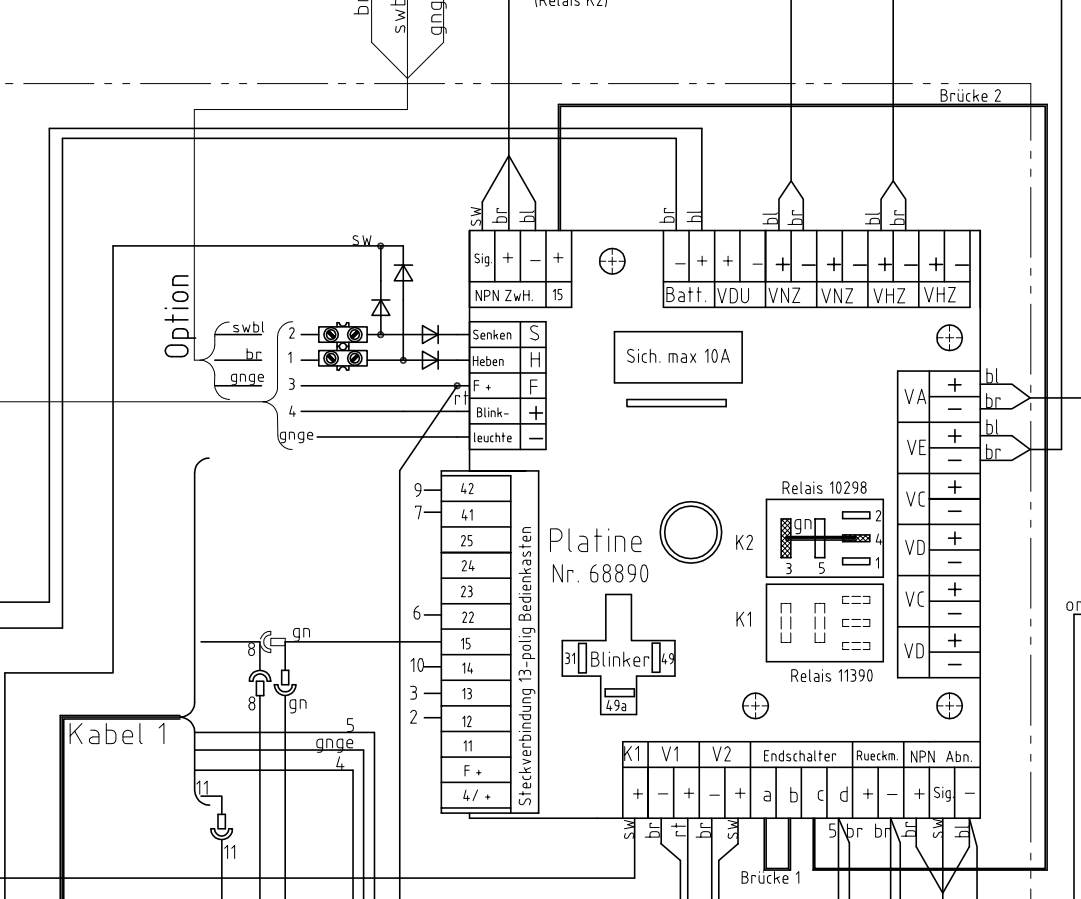 br
swbl
gnge
(Relais K2)
Brücke 2
sw
br
bl
br
bl
bl
br
bl
br
Sig. + − +
− + + − + − + − + − + −
NPN ZwH. 15
Batt. VDU VNZ VNZ VHZ VHZ
sw
Option
swbl
br
gnge
2
1
3
4
gnge
rt
Senken S
Heben H
F + F
Blink- +
leuchte −
Sich. max 10A
VA + −
bl
br
VE + −
bl
br
VC + −
VD + −
VC + −
VD + −
9 42
7 41
25
24
23
6 22
15
10 14
3 13
2 12
11
F +
4/ +
Steckverbindung 13-polig Bedienkasten
Platine
Nr. 68890
Relais 10298
K2
gn
2
4
1
3 5
K1
Relais 11390
31 Blinker 49
49a
8 gn
8 gn
Kabel 1
5
gnge
4
11
11
K1 V1 V2 Endschalter Rueckm. NPN Abn.
+ − + − + a b c d + − + Sig. −
sw br rt br sw 5 br br br sw bl
Brücke 1
or